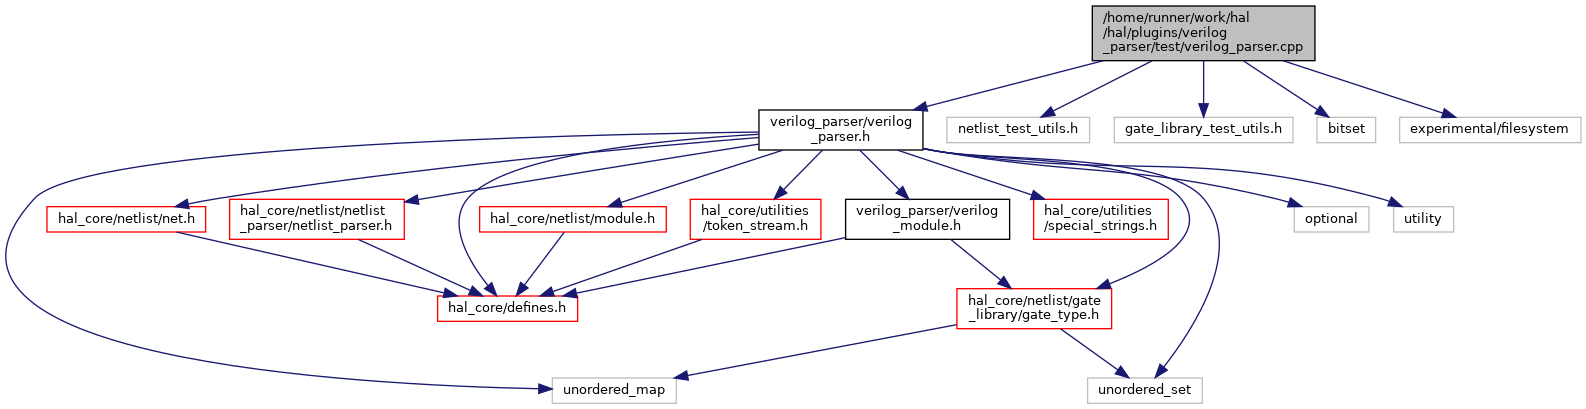 /home/runner/work/hal
/hal/plugins/verilog
_parser/test/verilog_parser.cpp
verilog_parser/verilog
_parser.h
netlist_test_utils.h
gate_library_test_utils.h
bitset
experimental/filesystem
hal_core/netlist/net.h
hal_core/netlist/netlist
_parser/netlist_parser.h
hal_core/netlist/module.h
hal_core/utilities
/token_stream.h
verilog_parser/verilog
_module.h
hal_core/utilities
/special_strings.h
optional
utility
hal_core/defines.h
hal_core/netlist/gate
_library/gate_type.h
unordered_map
unordered_set